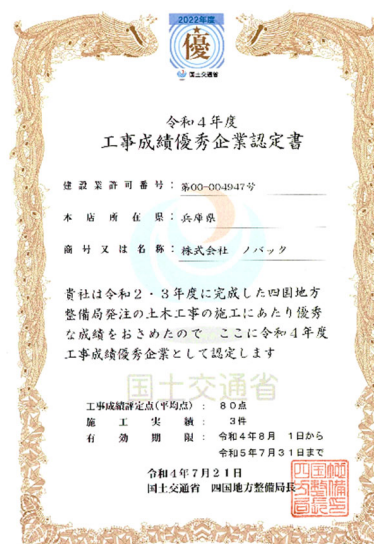 2022年度
優
国土交通省
令和4年度
工事成績優秀企業認定書
建設業許可番号：第00-004947号
本店所在県：兵庫県
商号又は名称：株式会社 ノバック
貴社は令和2・3年度に完成した四国地方
整備局発注の土木工事の施工にあたり優秀
な成績をおさめたので ここに令和4年度
工事成績優秀企業として認定します
国土交通省
工事成績評定点(平均点)：80点
施工実績：3件
有効期限：令和4年8月 1日から
令和5年7月31日まで
令和4年7月21日
国土交通省 四国地方整備局長